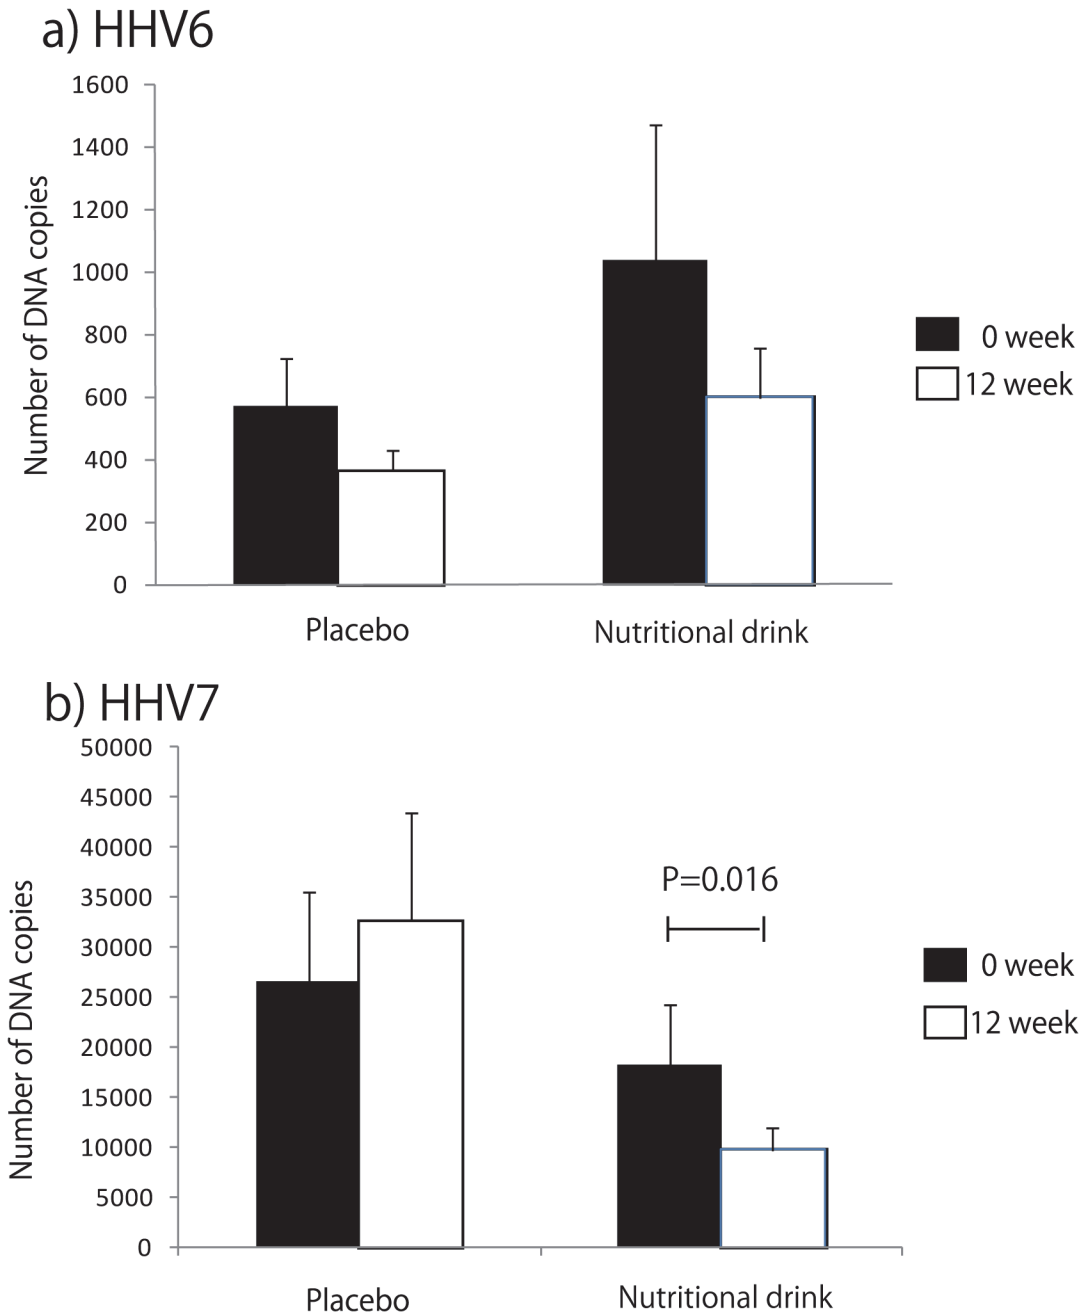 a) HHV6
Number of DNA copies
1600
1400
1200
1000
800
600
400
200
0
Placebo
Nutritional drink
0 week
12 week
b) HHV7
Number of DNA copies
50000
45000
40000
35000
30000
25000
20000
15000
10000
5000
0
P=0.016
Placebo
Nutritional drink
0 week
12 week